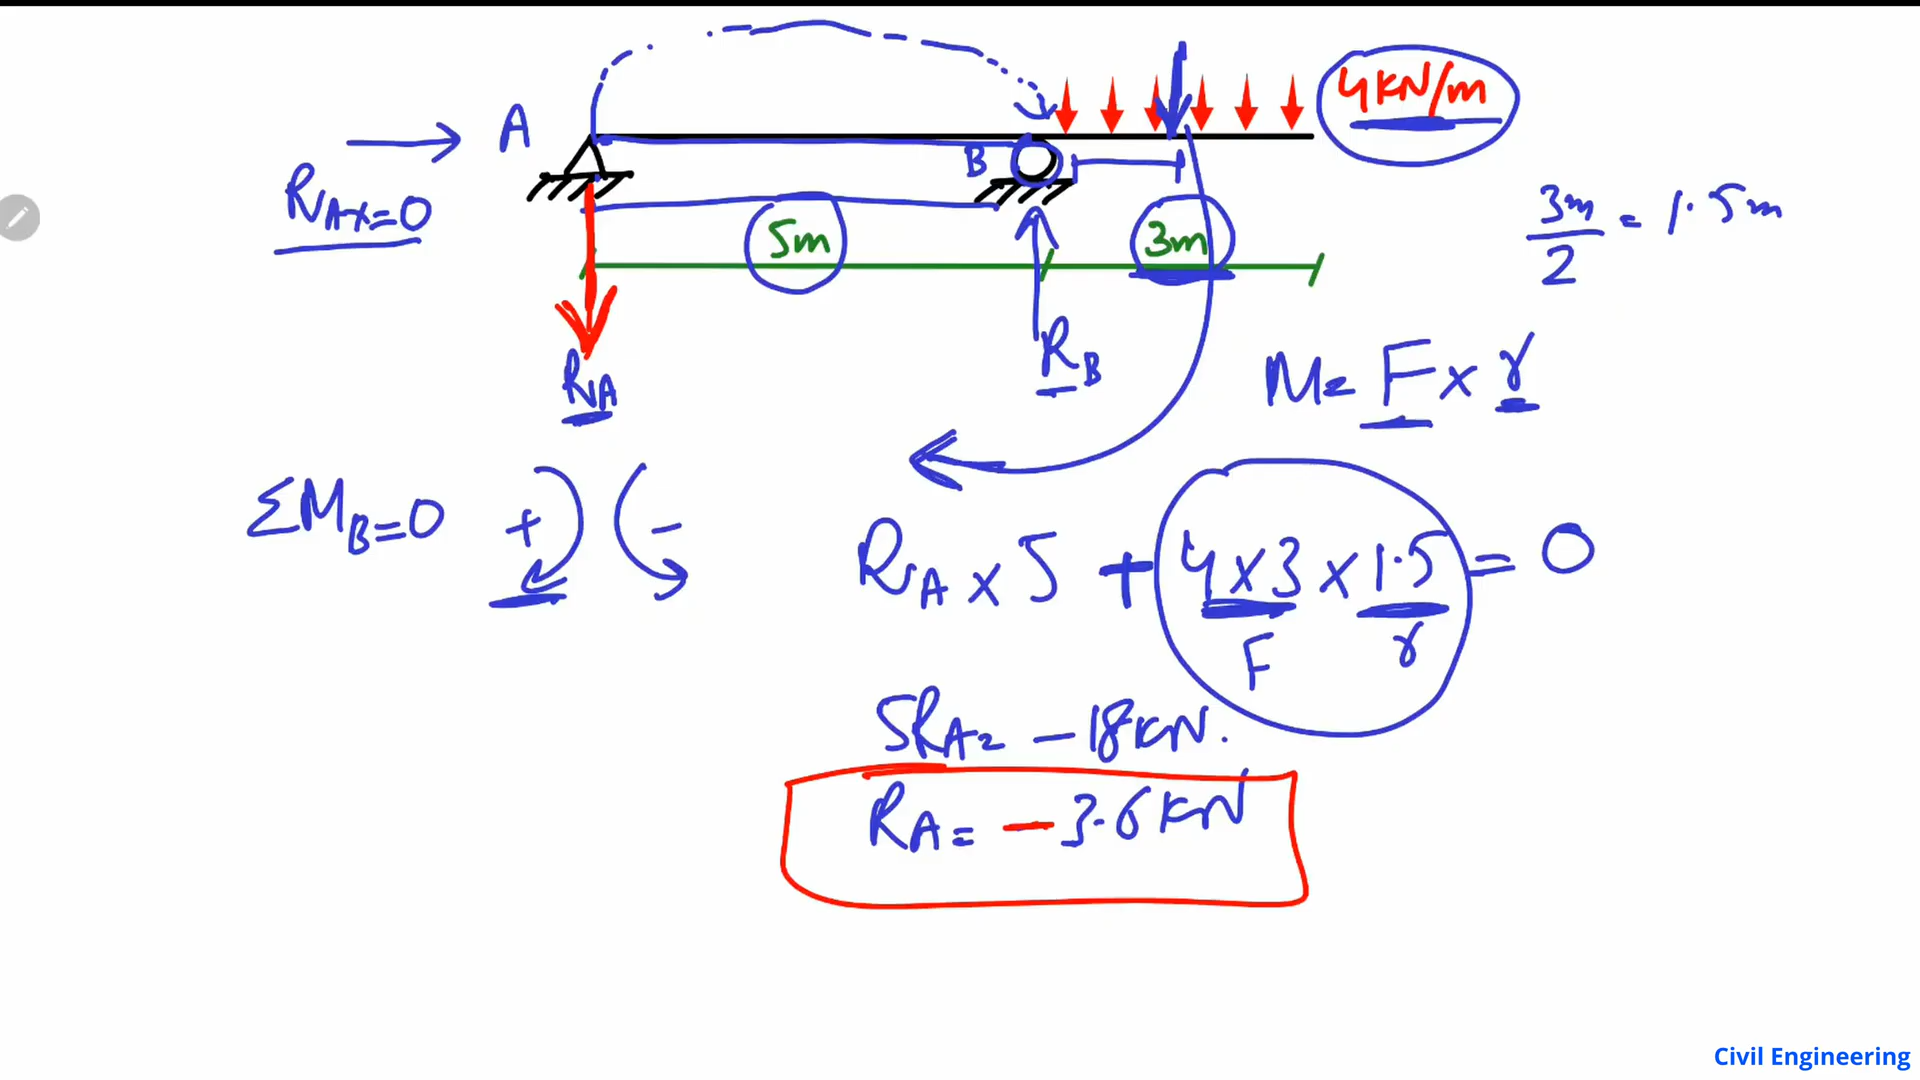 A
4KN/m
B
RAx=0
5m
3m
3m/2 = 1.5m
RA
RB
M= F x r
ΣMB=0 + -
RA x 5 + 4x3 x 1.5 = 0
F r
5RA= -18KN.
RA= -3.6KN
Civil Engineering